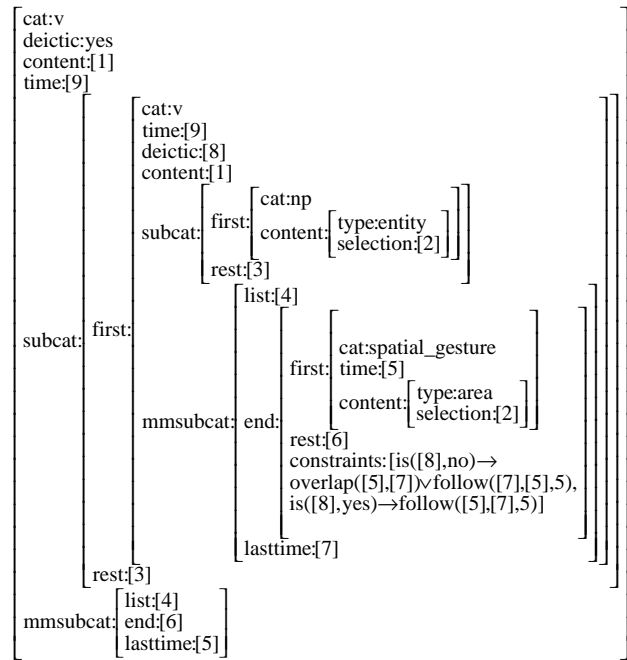 cat:v
deictic:yes
content:[1]
time:[9]
subcat:
first:
cat:v
time:[9]
deictic:[8]
content:[1]
subcat:
first:
cat:np
content:
type:entity
selection:[2]
rest:[3]
mmsubcat:
list:[4]
end:
first:
cat:spatial_gesture
time:[5]
content:
type:area
selection:[2]
rest:[6]
constraints:[is([8],no)→
overlap([5],[7])∨follow([7],[5],5),
is([8],yes)→follow([5],[7],5)]
lasttime:[7]
rest:[3]
mmsubcat:
list:[4]
end:[6]
lasttime:[5]